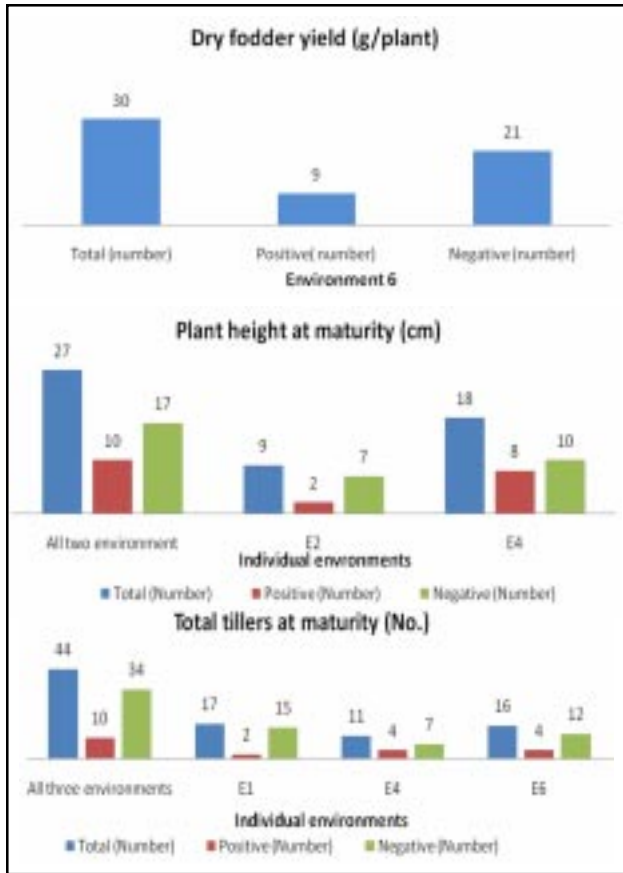 Dry fodder yield (g/plant)
30
9
21
Total (number) Positive( number) Negative (number)
Environment 6
Plant height at maturity (cm)
27
10
17
9
2
7
18
8
10
All two environment E2 E4
Individual envronments
Total (Number) Positive (Number) Negative (Number)
Total tillers at maturity (No.)
44
10
34
17
2
15
11
4
7
16
4
12
All three environments E1 E4 E6
Individual environments
Total (Number) Positive (Number) Negative (Number)